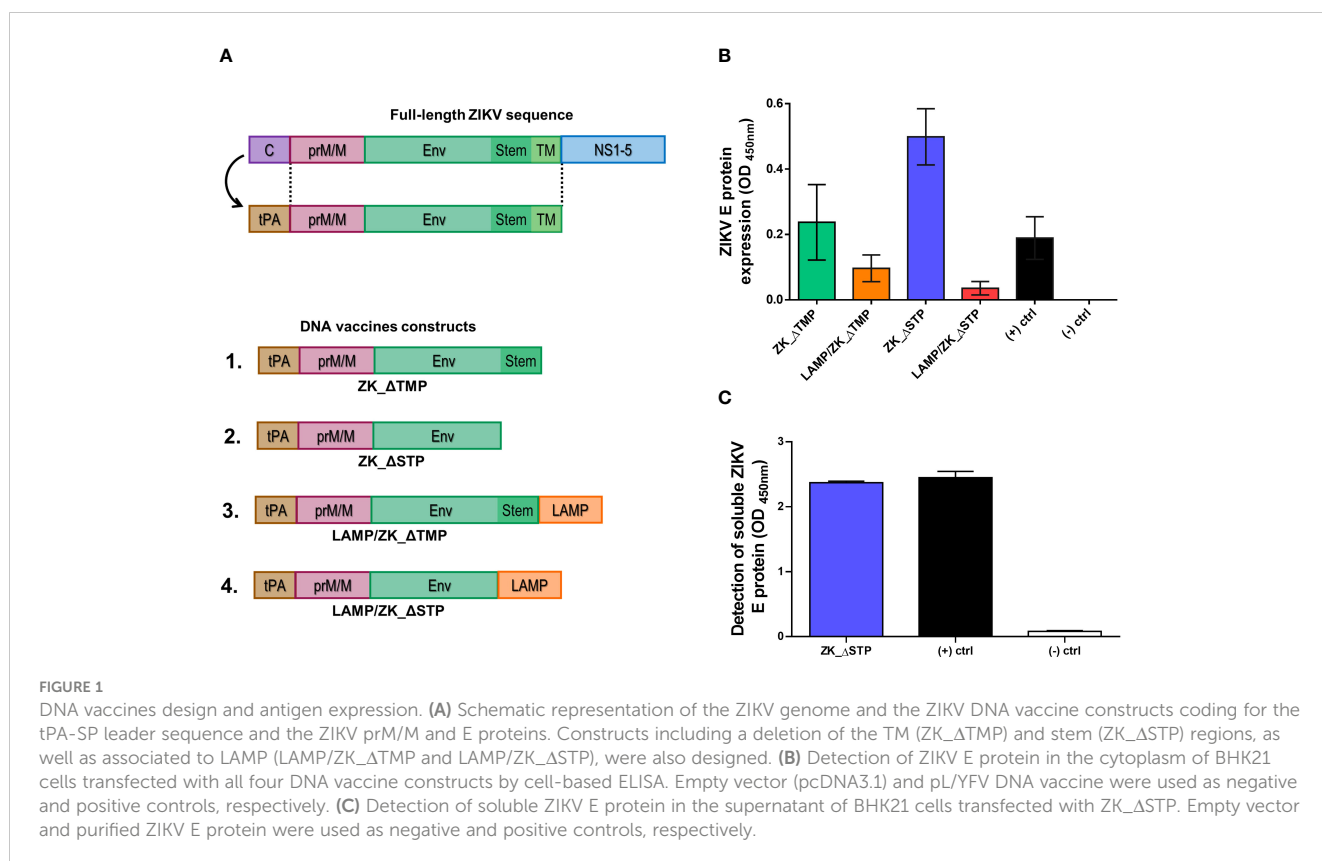 A
Full-length ZIKV sequence
C prM/M Env Stem TM NS1-5
tPA prM/M Env Stem TM
DNA vaccines constructs
1. tPA prM/M Env Stem
ZK_ΔTMP
2. tPA prM/M Env
ZK_ΔSTP
3. tPA prM/M Env Stem LAMP
LAMP/ZK_ΔTMP
4. tPA prM/M Env LAMP
LAMP/ZK_ΔSTP
B
ZIKV E protein
expression (OD 450nm)
0.6
0.4
0.2
0.0
ZK_ΔTMP
LAMP/ZK_ΔTMP
ZK_ΔSTP
LAMP/ZK_ΔSTP
(+) ctrl
(-) ctrl
C
Detection of soluble ZIKV
E protein (OD 450nm)
3
2
1
0
ZK_ΔSTP (+) ctrl (-) ctrl
FIGURE 1
DNA vaccines design and antigen expression. (A) Schematic representation of the ZIKV genome and the ZIKV DNA vaccine constructs coding for the
tPA-SP leader sequence and the ZIKV prM/M and E proteins. Constructs including a deletion of the TM (ZK_ΔTMP) and stem (ZK_ΔSTP) regions, as
well as associated to LAMP (LAMP/ZK_ΔTMP and LAMP/ZK_ΔSTP), were also designed. (B) Detection of ZIKV E protein in the cytoplasm of BHK21
cells transfected with all four DNA vaccine constructs by cell-based ELISA. Empty vector (pcDNA3.1) and pL/YFV DNA vaccine were used as negative
and positive controls, respectively. (C) Detection of soluble ZIKV E protein in the supernatant of BHK21 cells transfected with ZK_ΔSTP. Empty vector
and purified ZIKV E protein were used as negative and positive controls, respectively.